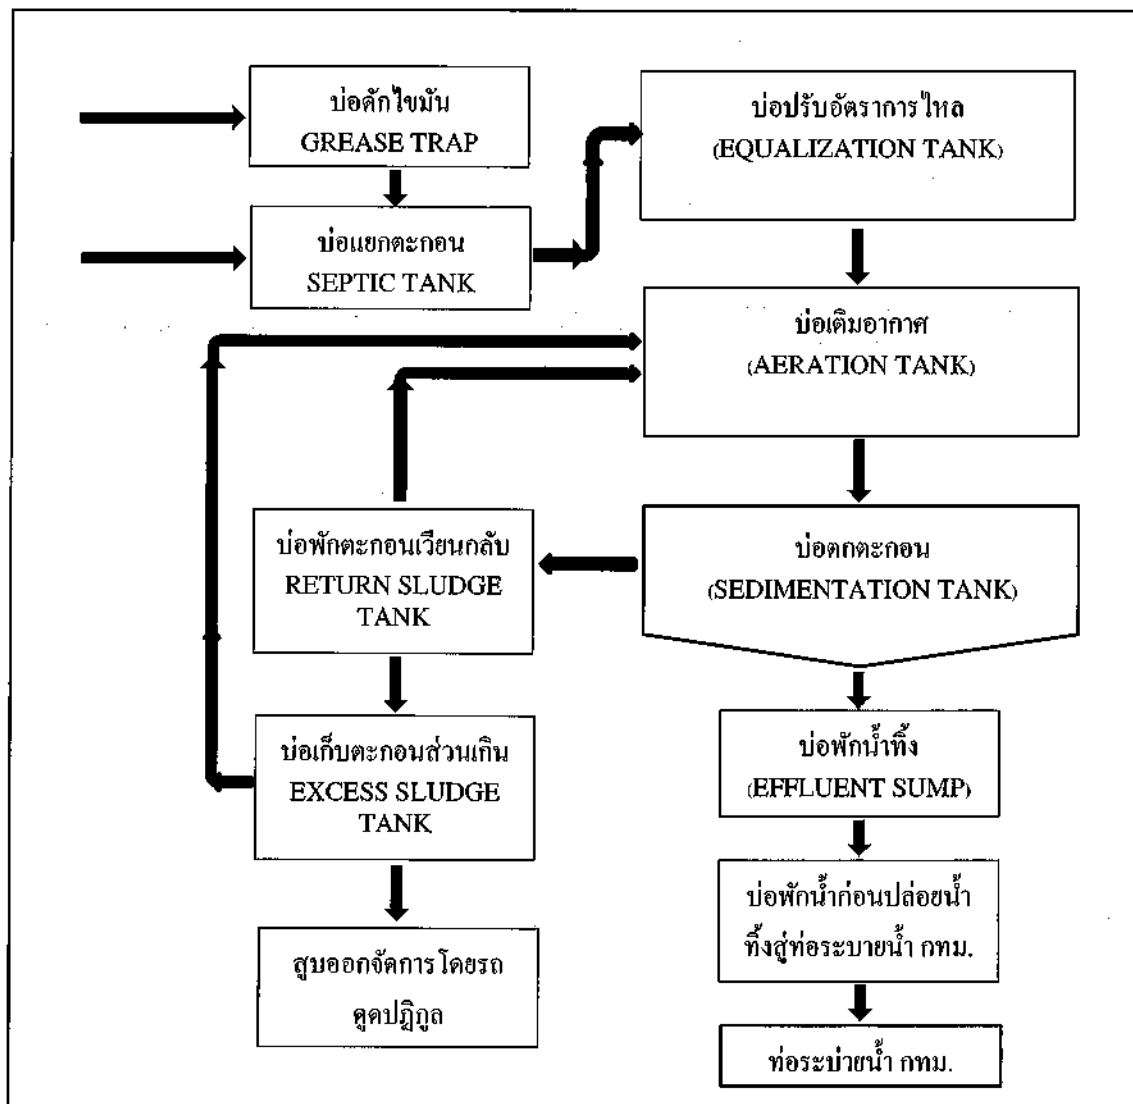 บ่อดักไขมัน
GREASE TRAP
บ่อปรับอัตราการไหล
(EQUALIZATION TANK)
บ่อแยกตะกอน
SEPTIC TANK
บ่อเติมอากาศ
(AERATION TANK)
บ่อพักตะกอนเวียนกลับ
RETURN SLUDGE
TANK
บ่อตกตะกอน
(SEDIMENTATION TANK)
บ่อเก็บตะกอนส่วนเกิน
EXCESS SLUDGE
TANK
บ่อพักน้ำทิ้ง
(EFFLUENT SUMP)
สูบออกจัดการโดยรถ
ดูดปฏิกูล
บ่อพักน้ำก่อนปล่อยน้ำ
ทิ้งสู่ท่อระบายน้ำ กทม.
ท่อระบายน้ำ กทม.